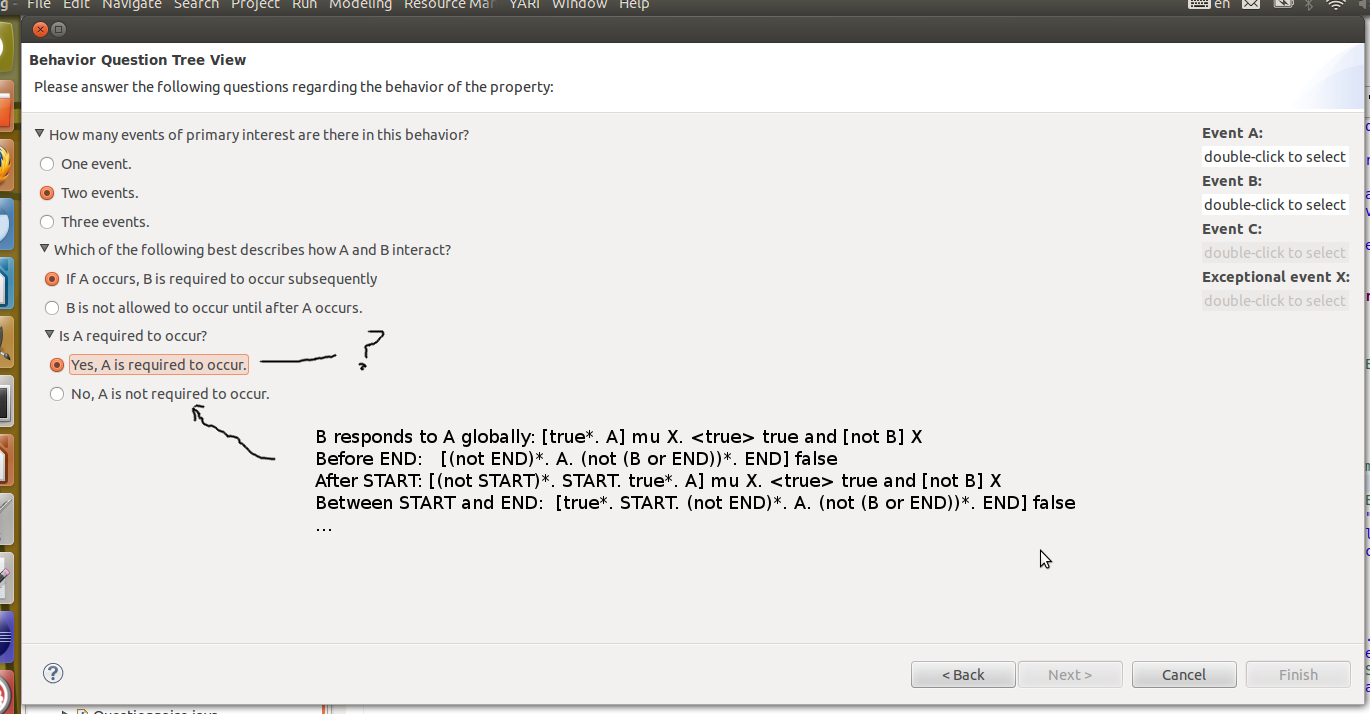 File Edit Navigate Search Project Run Modeling Resource Mar YARI Window Help en
Behavior Question Tree View
Please answer the following questions regarding the behavior of the property:
How many events of primary interest are there in this behavior?
One event.
Two events.
Three events.
Which of the following best describes how A and B interact?
If A occurs, B is required to occur subsequently
B is not allowed to occur until after A occurs.
Is A required to occur?
Yes, A is required to occur.
?
No, A is not required to occur.
B responds to A globally: [true*. A] mu X. <true> true and [not B] X
Before END: [(not END)*. A. (not (B or END))*. END] false
After START: [(not START)*. START. true*. A] mu X. <true> true and [not B] X
Between START and END: [true*. START. (not END)*. A. (not (B or END))*. END] false
...
Event A:
double-click to select
Event B:
double-click to select
Event C:
double-click to select
Exceptional event X:
double-click to select
?
< Back Next > Cancel Finish